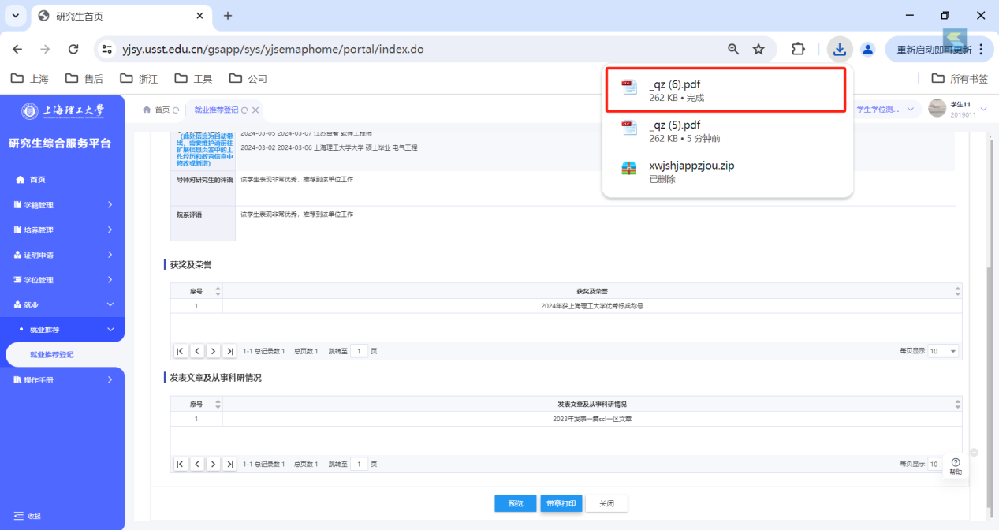 研究生首页
yjsy.usst.edu.cn/gsapp/sys/yjsemaphome/portal/index.do
重新启动即可更新
上海
售后
浙江
工具
公司
所有书签
_qz (6).pdf
262 KB • 完成
_qz (5).pdf
262 KB • 5 分钟前
xwjshjappzjou.zip
已删除
上海理工大学
研究生综合服务平台
首页
学籍管理
培养管理
证明申请
学位管理
就业
就业推荐
就业推荐登记
操作手册
收起
首页
就业推荐登记
学生学位测...
学生11
2019011
(此处信息为自动带
出，需要维护请前往
扩展信息页签中的工
作经历和教育信息中
修改或新增)
2024-03-05 2024-03-07 江苏金智 软件工程师
2024-03-02 2024-03-06 上海理工大学大学 硕士毕业 电气工程
导师对研究生的评语
该学生表现非常优秀，推荐到该单位工作
院系评语
该学生表现非常优秀，推荐到该单位工作
获奖及荣誉
序号
获奖及荣誉
1
2024年获上海理工大学优秀标兵称号
1-1 总记录数 1 总页数 1 跳转至 1 页
每页显示 10
发表文章及从事科研情况
序号
发表文章及从事科研情况
1
2023年发表一篇scl一区文章
1-1 总记录数 1 总页数 1 跳转至 1 页
每页显示 10
帮助
预览
带章打印
关闭